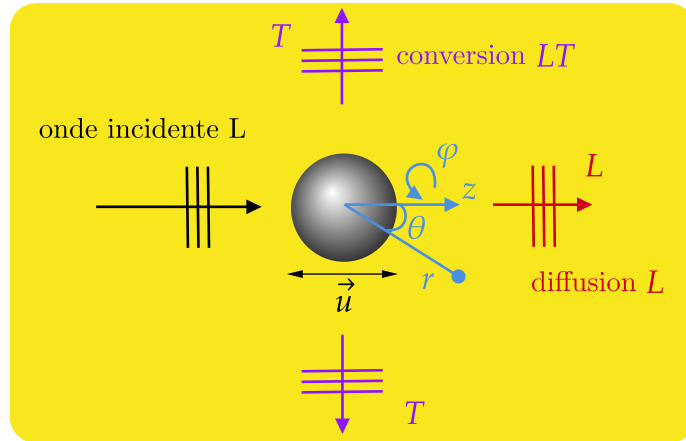 T
conversion LT
onde incidente L
φ
L
z
θ
r
diffusion L
u⃗
T